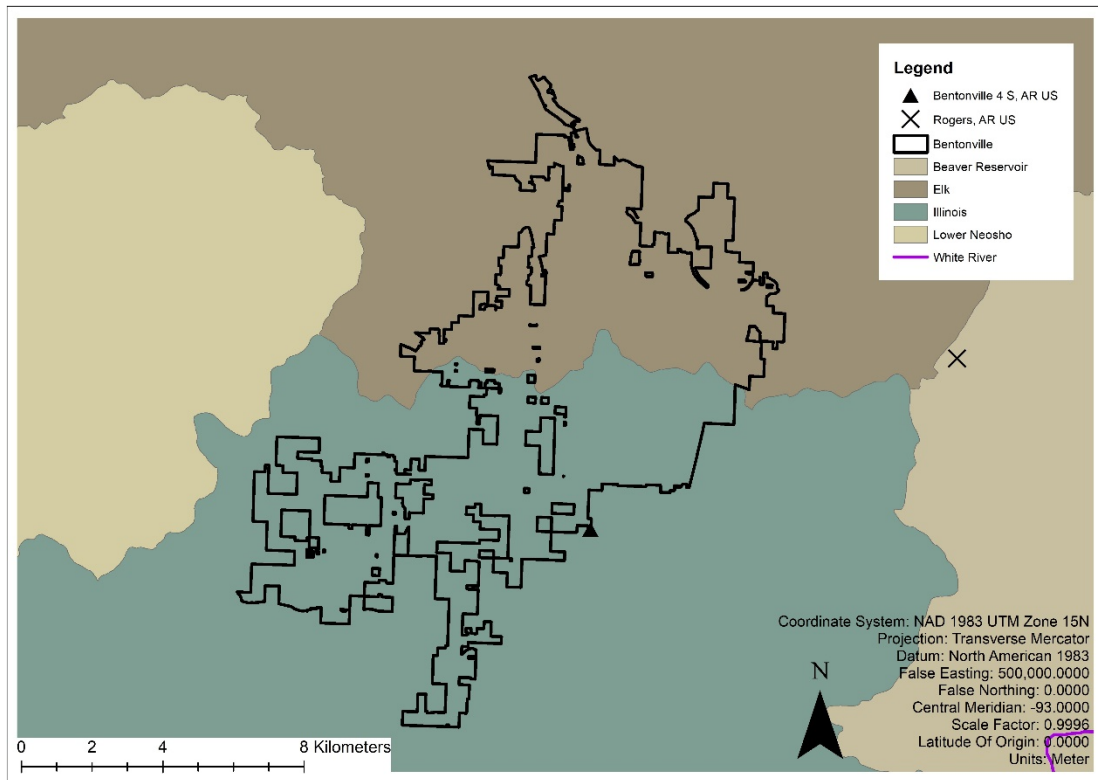 Legend
Bentonville 4 S, AR US
Rogers, AR US
Bentonville
Beaver Reservoir
Elk
Illinois
Lower Neosho
White River
Coordinate System: NAD 1983 UTM Zone 15N
Projection: Transverse Mercator
Datum: North American 1983
False Easting: 500,000.0000
False Northing: 0.0000
Central Meridian: -93.0000
Scale Factor: 0.9996
Latitude Of Origin: 0.0000
Units: Meter
N
0 2 4 8 Kilometers